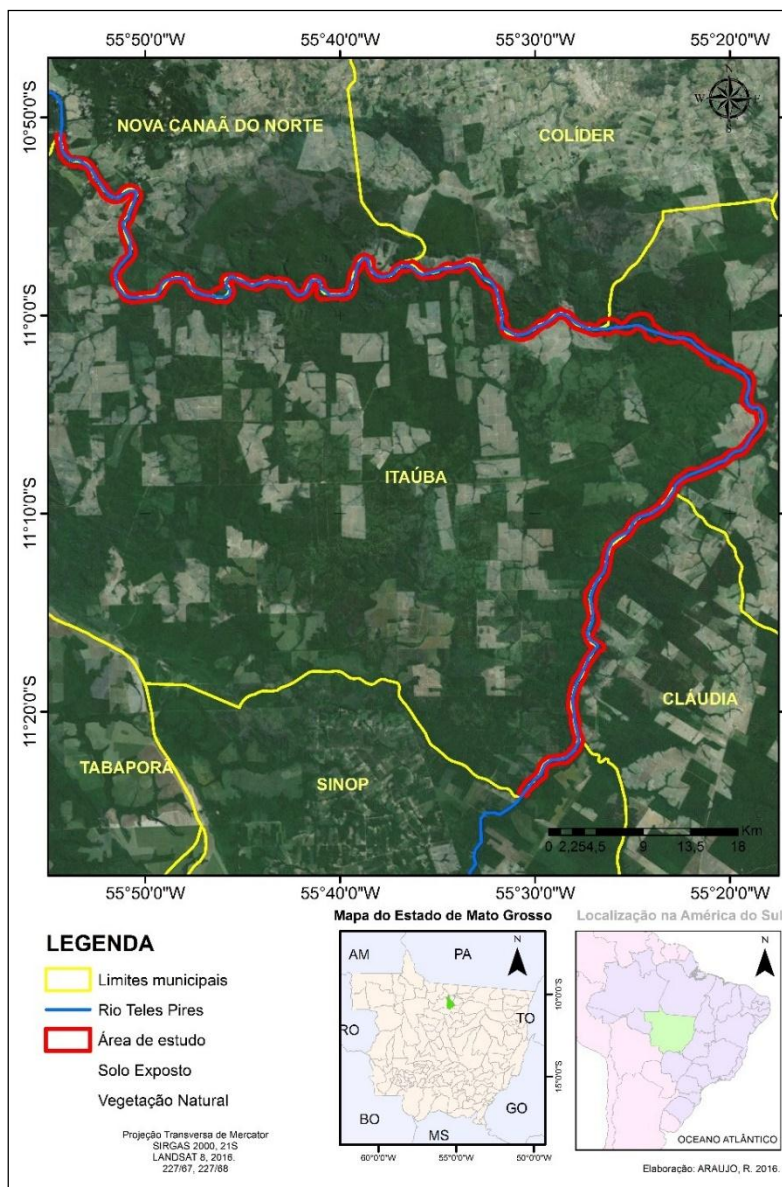 55°50'0"W 55°40'0"W 55°30'0"W 55°20'0"W
10°50'0"S
NOVA CANAÃ DO NORTE
COLÍDER
N
W
E
S
11°0'0"S
ITAÚBA
11°10'0"S
11°20'0"S
CLÁUDIA
TABAPORÃ
SINOP
Km
0 2,254,5 9 13,5 18
55°50'0"W 55°40'0"W 55°30'0"W 55°20'0"W
LEGENDA
Limites municipais
Rio Teles Pires
Área de estudo
Solo Exposto
Vegetação Natural
Projeção Transversa de Mercator
SIRGAS 2000, 21S
LANDSAT 8, 2016.
227/67, 227/68
Mapa do Estado de Mato Grosso
AM
PA
N
RO
TO
BO
GO
MS
10°0'0"S
15°0'0"S
60°0'0"W 55°0'0"W 50°0'0"W
Localização na América do Sul
N
OCEANO ATLÂNTICO
Elaboração: ARAUJO, R. 2016.